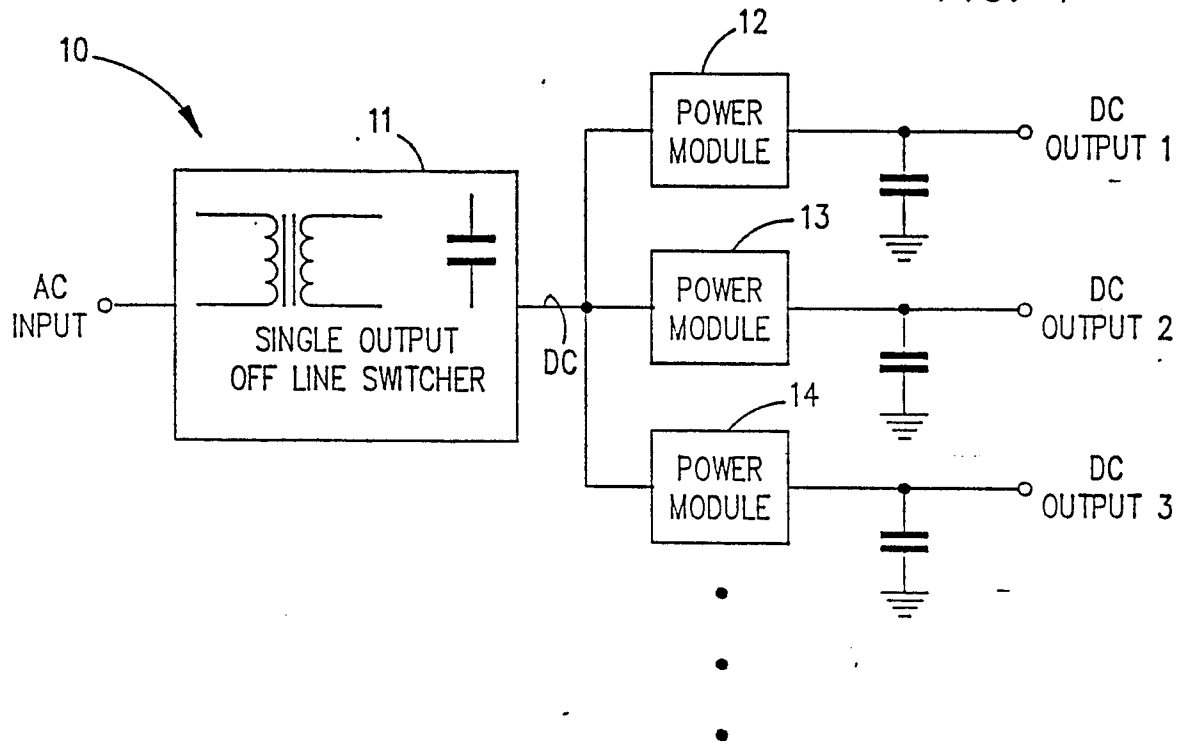 12
10
11
POWER
MODULE
DC
OUTPUT 1
13
AC
INPUT
SINGLE OUTPUT
OFF LINE SWITCHER
DC
POWER
MODULE
DC
OUTPUT 2
14
POWER
MODULE
DC
OUTPUT 3